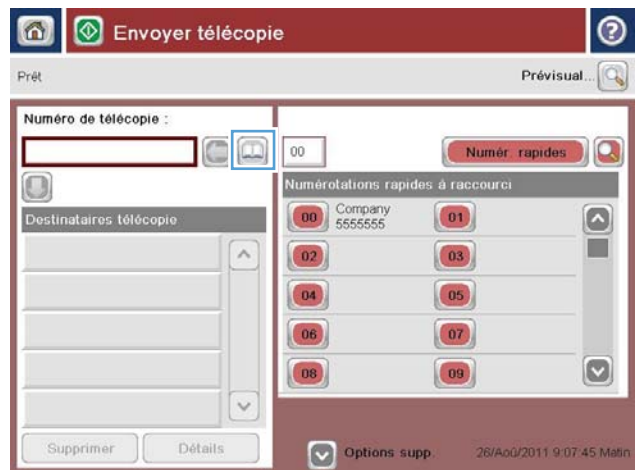 Envoyer télécopie
Prêt
Prévisual...
Numéro de télécopie :
00
Numér. rapides
Numérotations rapides à raccourci
Destinataires télécopie
00 Company 01
5555555
02 03
04 05
06 07
08 09
Supprimer Détails
Options supp.
26/Aoû/2011 9:07:45 Matin